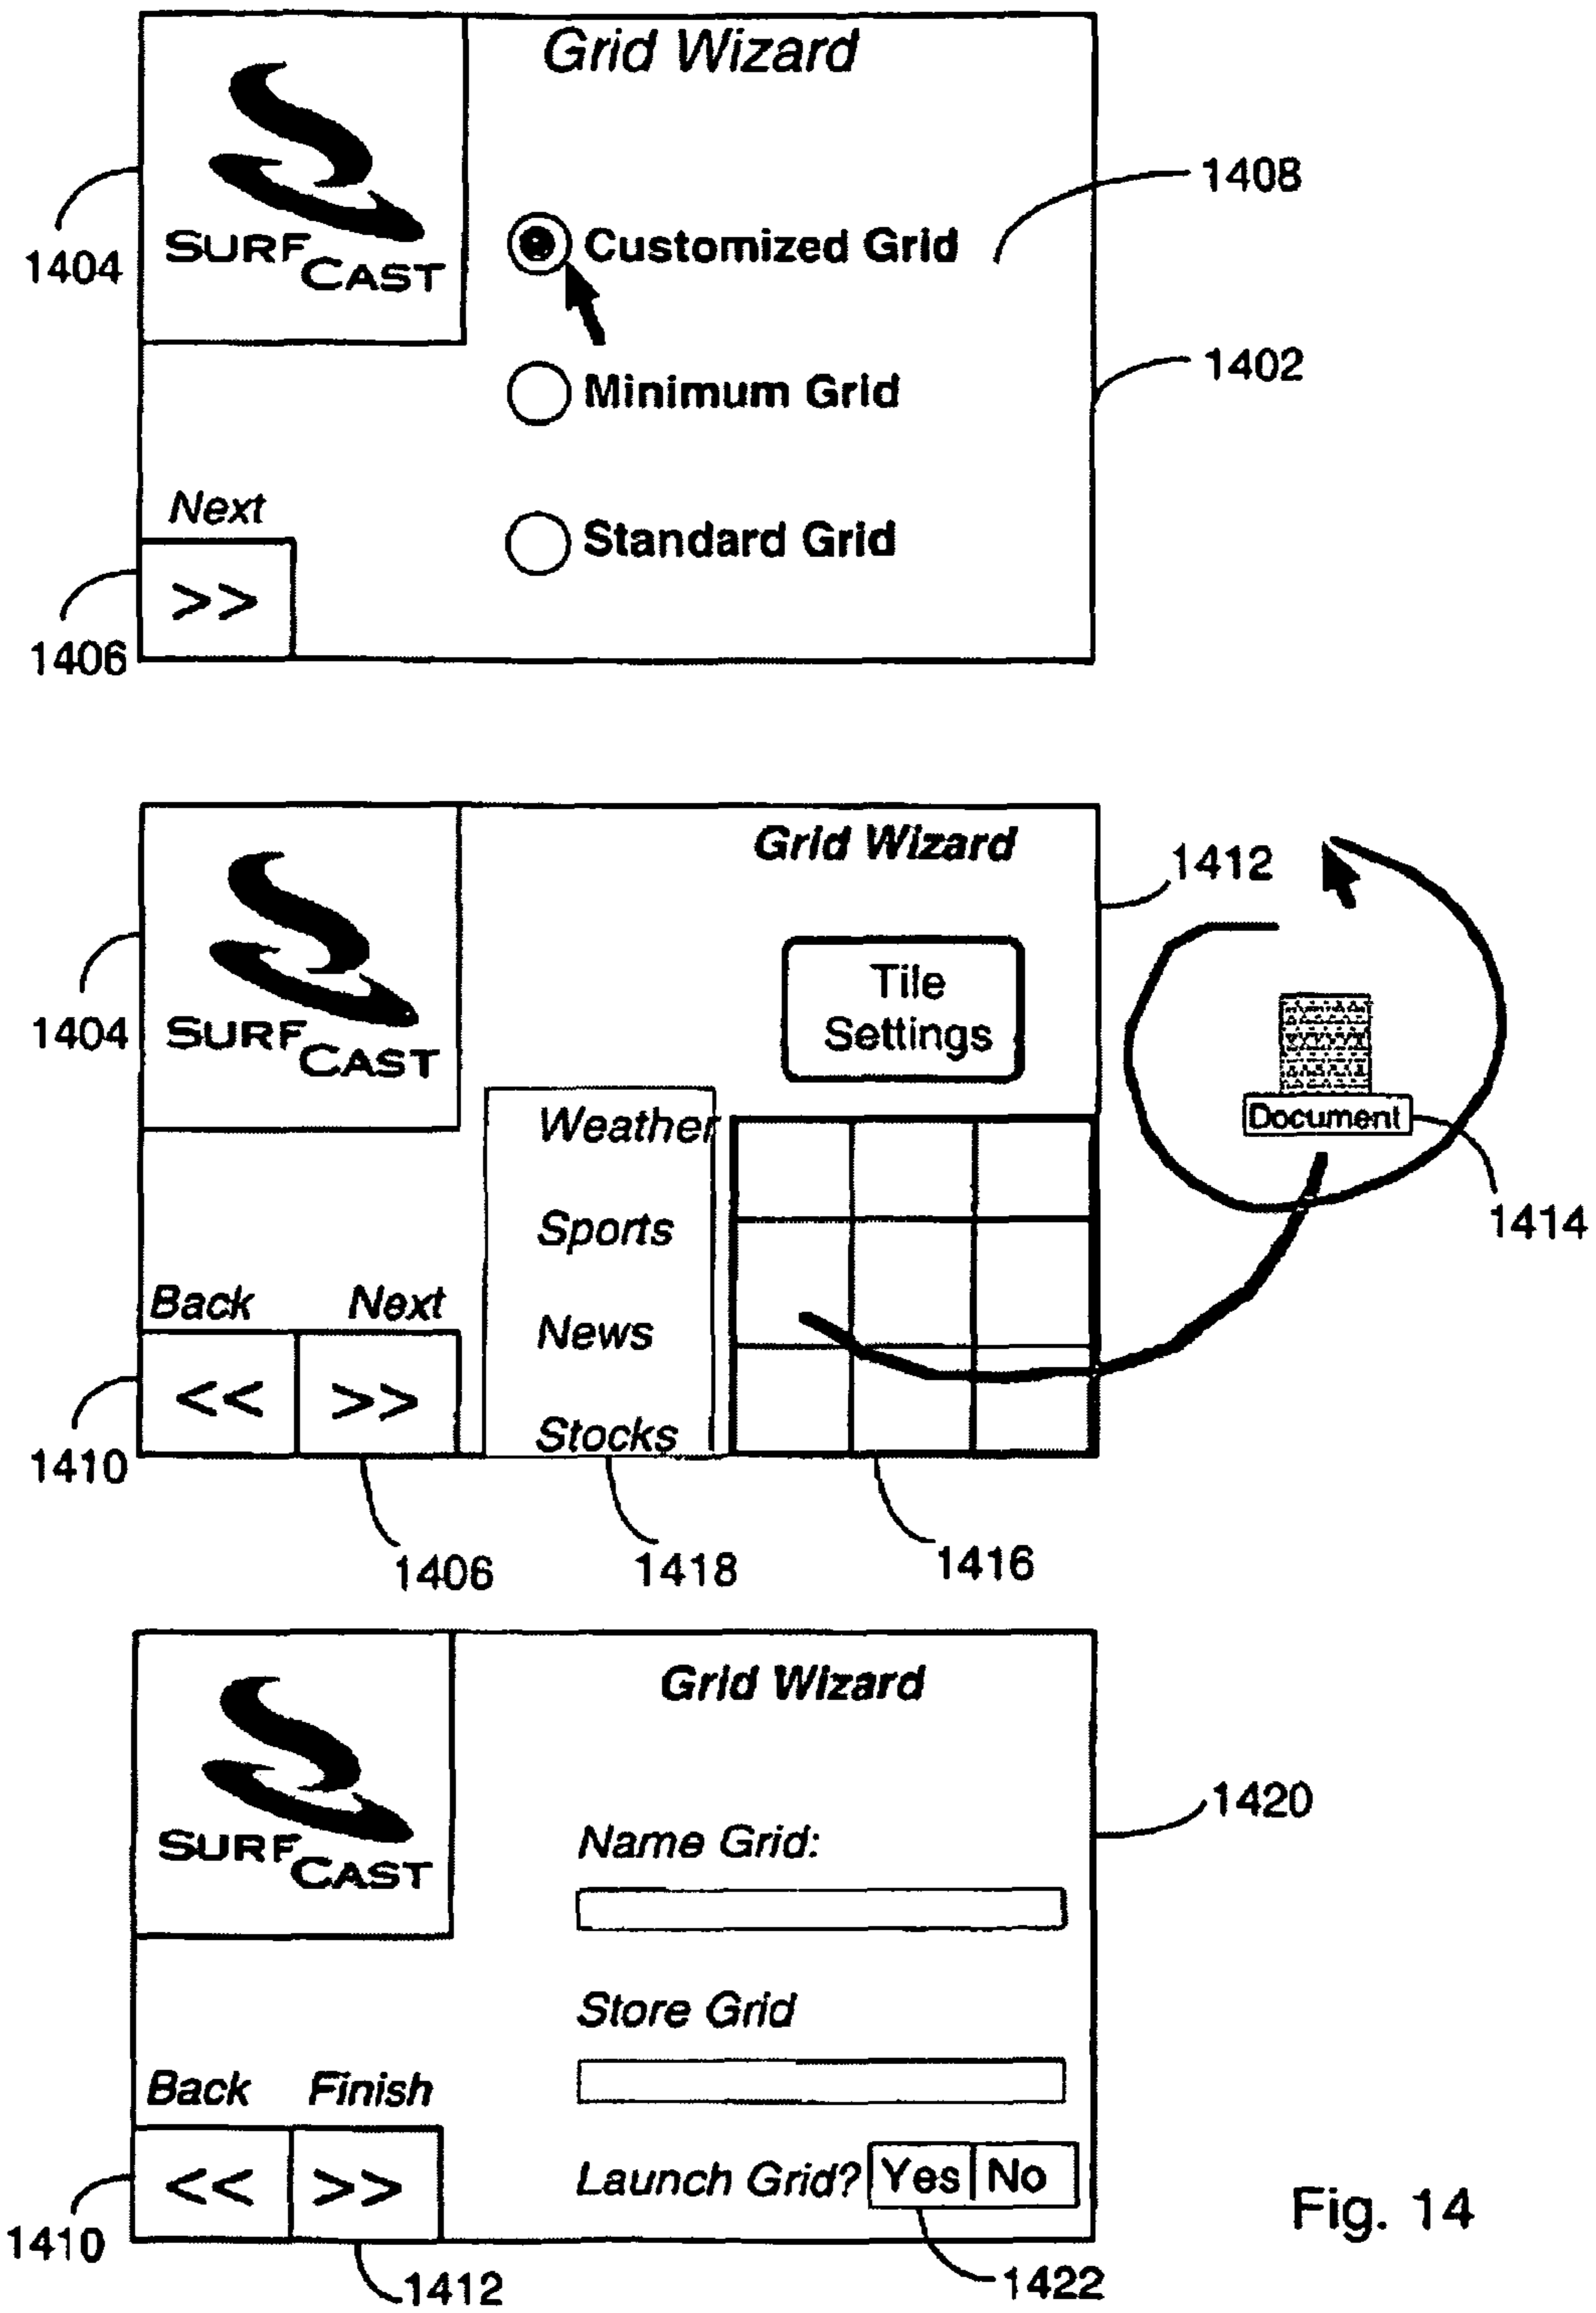 Grid Wizard
1408
Customized Grid
1404
SURF
CAST
1402
Minimum Grid
Next
Standard Grid
>>
1406
Grid Wizard
1412
Tile
Settings
1404
SURF
CAST
Document
Weather
1414
Sports
Back Next
News
<< >>
Stocks
1410
1406
1418
1416
Grid Wizard
1420
Name Grid:
SURF
CAST
Store Grid
Back Finish
<< >>
Launch Grid? Yes No
Fig. 14
1410
1412
1422